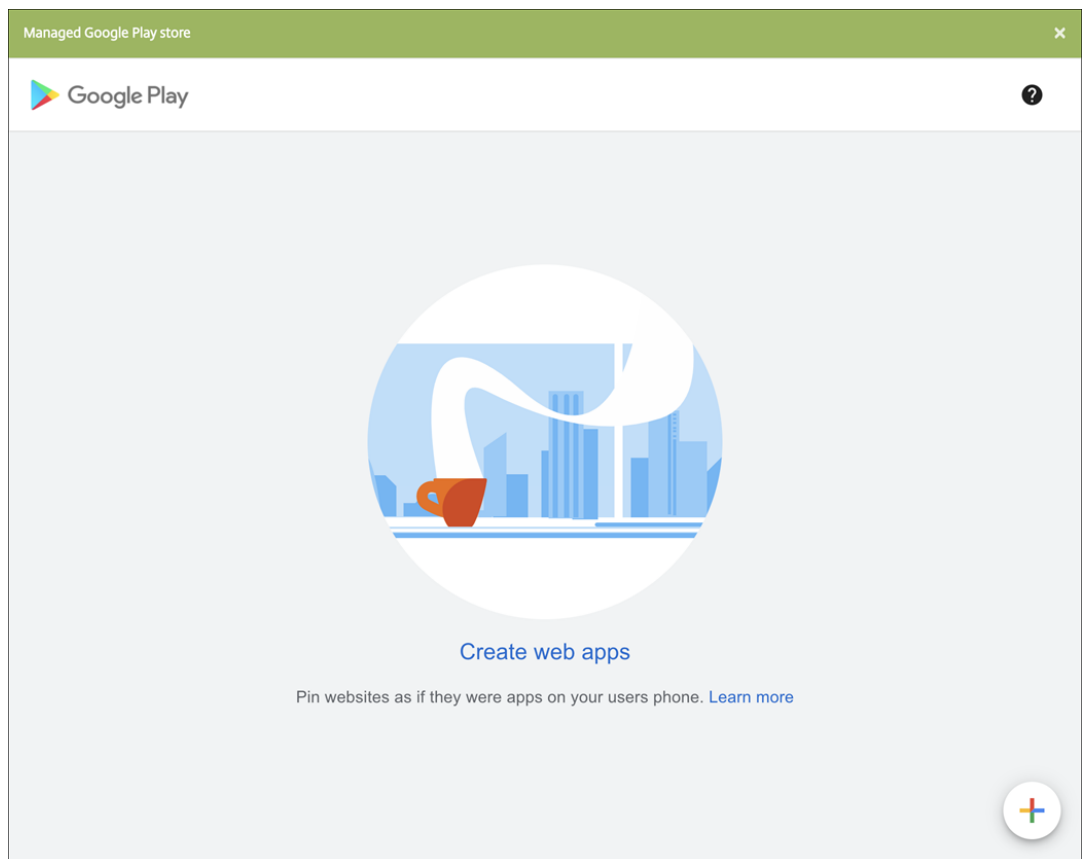 Managed Google Play store
Google Play
Create web apps
Pin websites as if they were apps on your users phone. Learn more